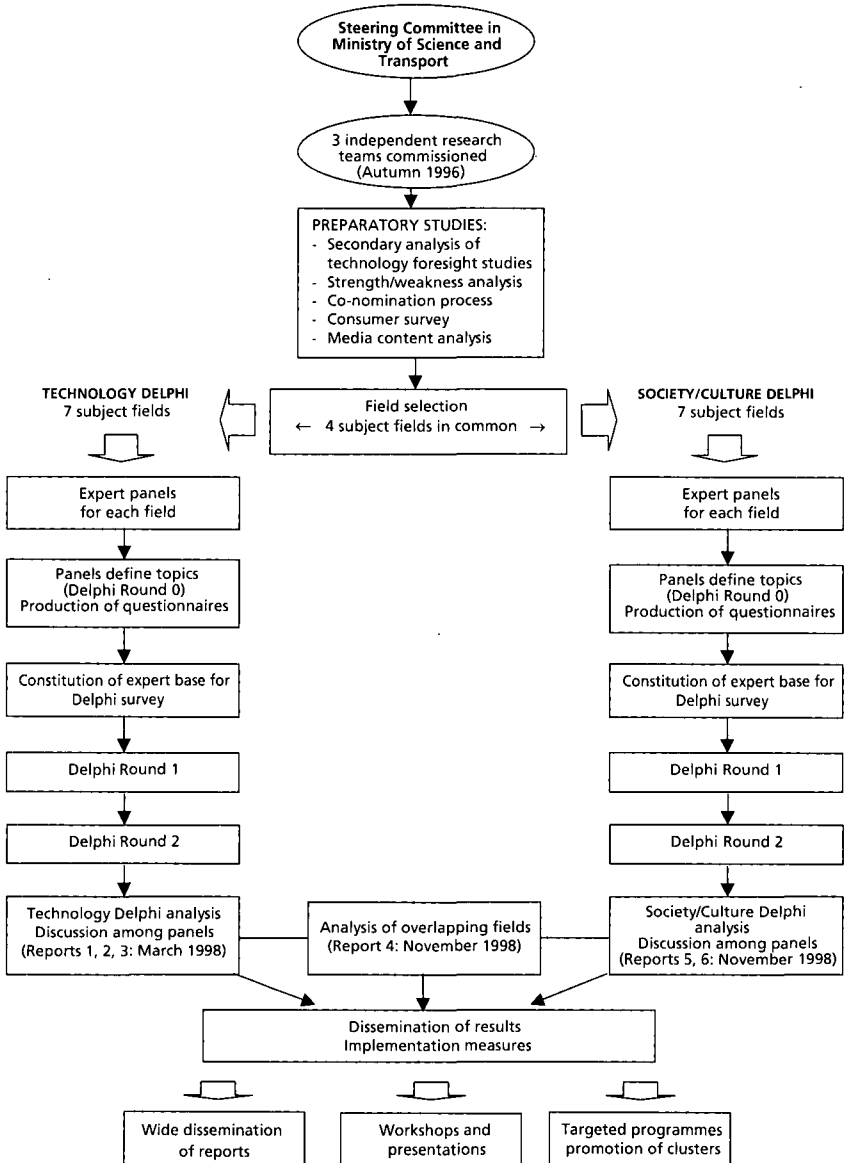 Steering Committee in
Ministry of Science and
Transport
3 independent research
teams commissioned
(Autumn 1996)
PREPARATORY STUDIES:
- Secondary analysis of
technology foresight studies
- Strength/weakness analysis
- Co-nomination process
- Consumer survey
- Media content analysis
TECHNOLOGY DELPHI
7 subject fields
Field selection
← 4 subject fields in common →
SOCIETY/CULTURE DELPHI
7 subject fields
Expert panels
for each field
Panels define topics
(Delphi Round 0)
Production of questionnaires
Constitution of expert base for
Delphi survey
Delphi Round 1
Delphi Round 2
Technology Delphi analysis
Discussion among panels
(Reports 1, 2, 3: March 1998)
Expert panels
for each field
Panels define topics
(Delphi Round 0)
Production of questionnaires
Constitution of expert base for
Delphi survey
Delphi Round 1
Delphi Round 2
Society/Culture Delphi
analysis
Discussion among panels
(Reports 5, 6: November 1998)
Analysis of overlapping fields
(Report 4: November 1998)
Dissemination of results
Implementation measures
Wide dissemination
of reports
Workshops and
presentations
Targeted programmes
promotion of clusters